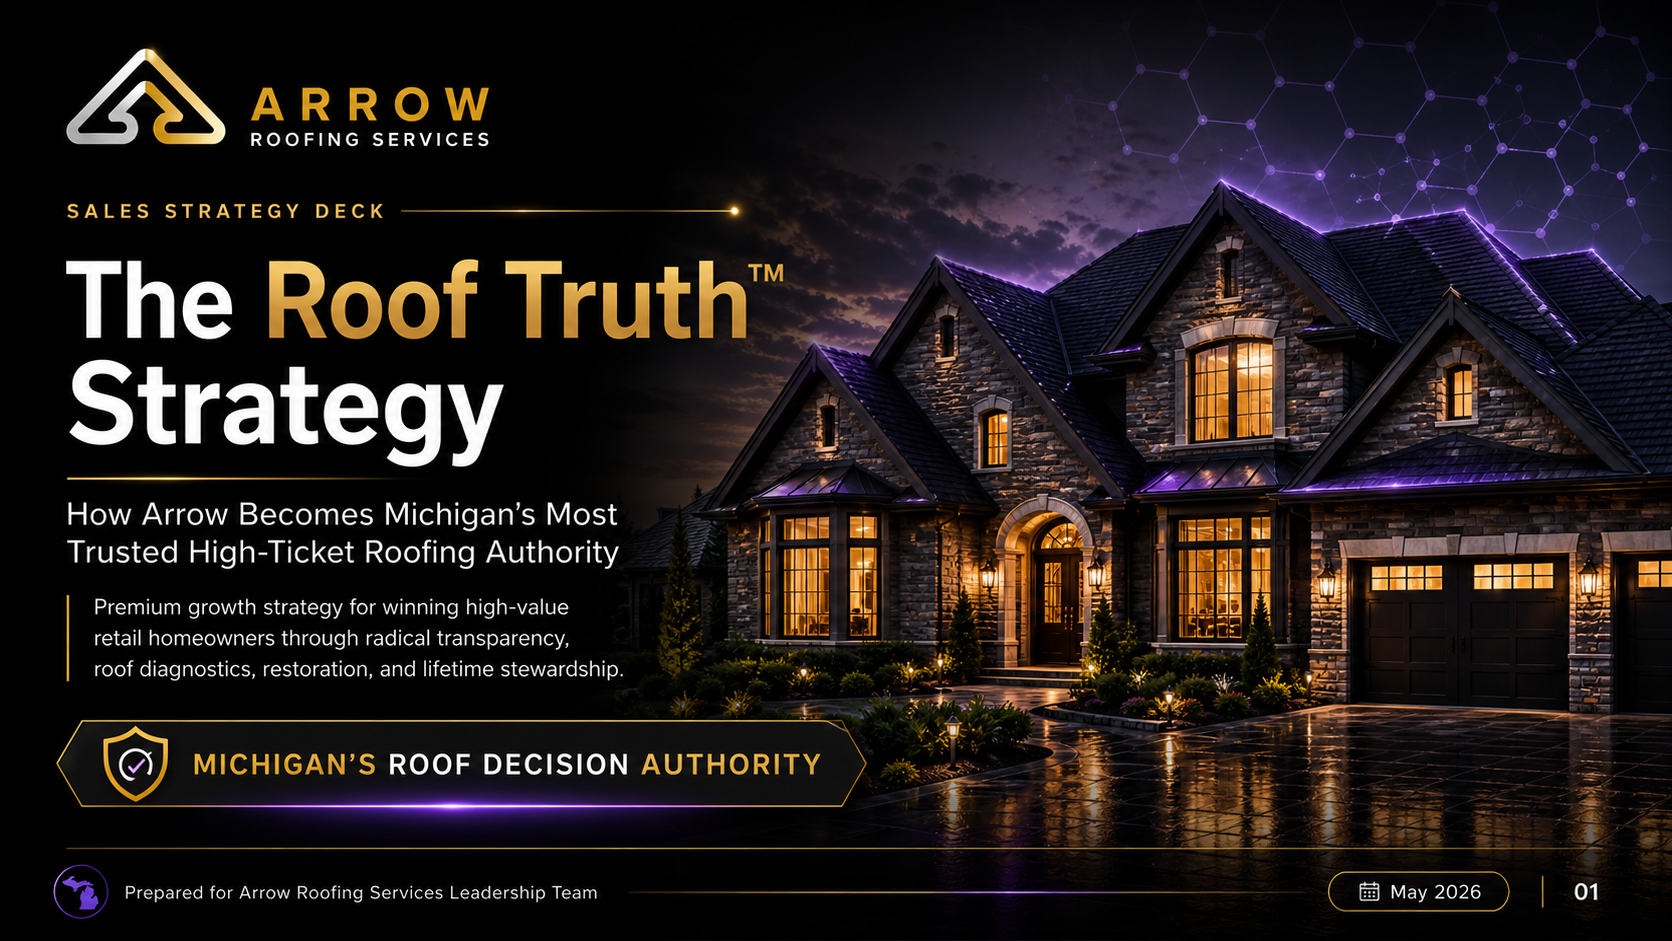 ARROW
ROOFING SERVICES
SALES STRATEGY DECK
The Roof Truth™
Strategy
How Arrow Becomes Michigan’s Most
Trusted High-Ticket Roofing Authority
Premium growth strategy for winning high-value
retail homeowners through radical transparency,
roof diagnostics, restoration, and lifetime stewardship.
MICHIGAN’S ROOF DECISION AUTHORITY
Prepared for Arrow Roofing Services Leadership Team
May 2026
01